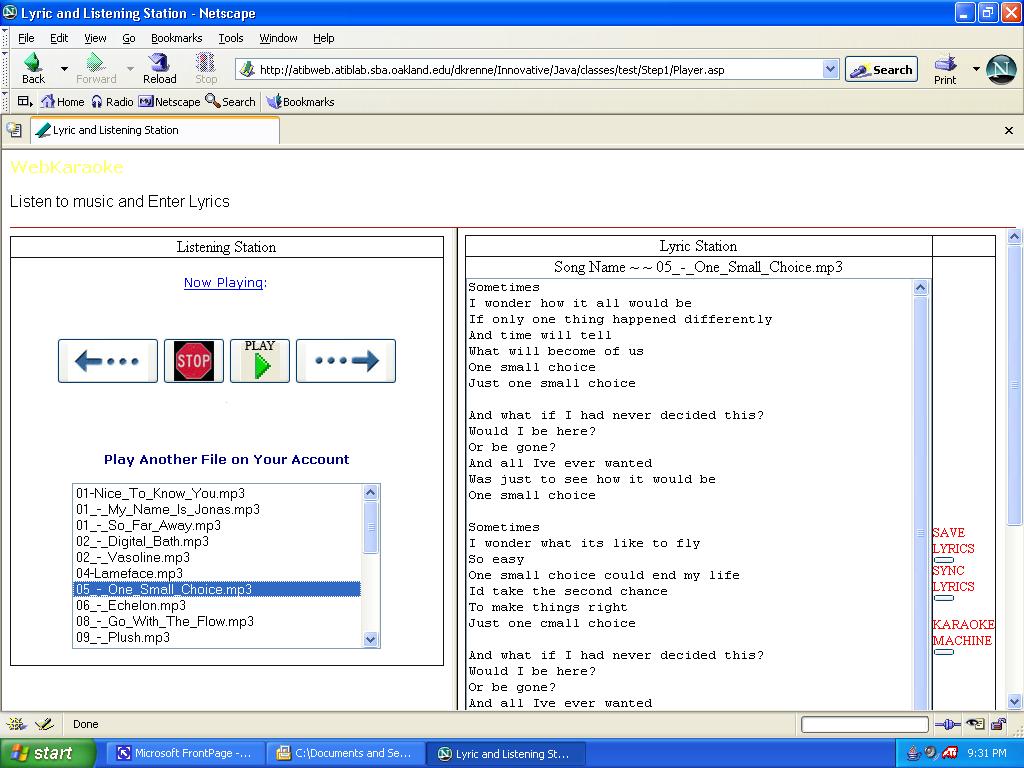 Lyric and Listening Station - Netscape
File Edit View Go Bookmarks Tools Window Help
Back Forward Reload Stop http://atibweb.atiblab.sba.oakland.edu/dkrenne/Innovative/Java/classes/test/Step1/Player.asp Search Print N
Home Radio My Netscape Search Bookmarks
Lyric and Listening Station
WebKaraoke
Listen to music and Enter Lyrics
Listening Station
Now Playing:
STOP PLAY
Play Another File on Your Account
01-Nice_To_Know_You.mp3
01_-_My_Name_Is_Jonas.mp3
01_-_So_Far_Away.mp3
02_-_Digital_Bath.mp3
02_-_Vasoline.mp3
04-Lameface.mp3
05_-_One_Small_Choice.mp3
06_-_Echelon.mp3
08_-_Go_With_The_Flow.mp3
09_-_Plush.mp3
Lyric Station
Song Name ~ ~ 05_-_One_Small_Choice.mp3
Sometimes
I wonder how it all would be
If only one thing happened differently
And time will tell
What will become of us
One small choice
Just one small choice
And what if I had never decided this?
Would I be here?
Or be gone?
And all Ive ever wanted
Was just to see how it would be
One small choice
Sometimes
I wonder what its like to fly
So easy
One small choice could end my life
Id take the second chance
To make things right
Just one cmall choice
And what if I had never decided this?
Would I be here?
Or be gone?
And all Ive ever wanted
SAVE
LYRICS
SYNC
LYRICS
KARAOKE
MACHINE
Done
start Microsoft FrontPage -... C:\Documents and Se... Lyric and Listening St... 9:31 PM